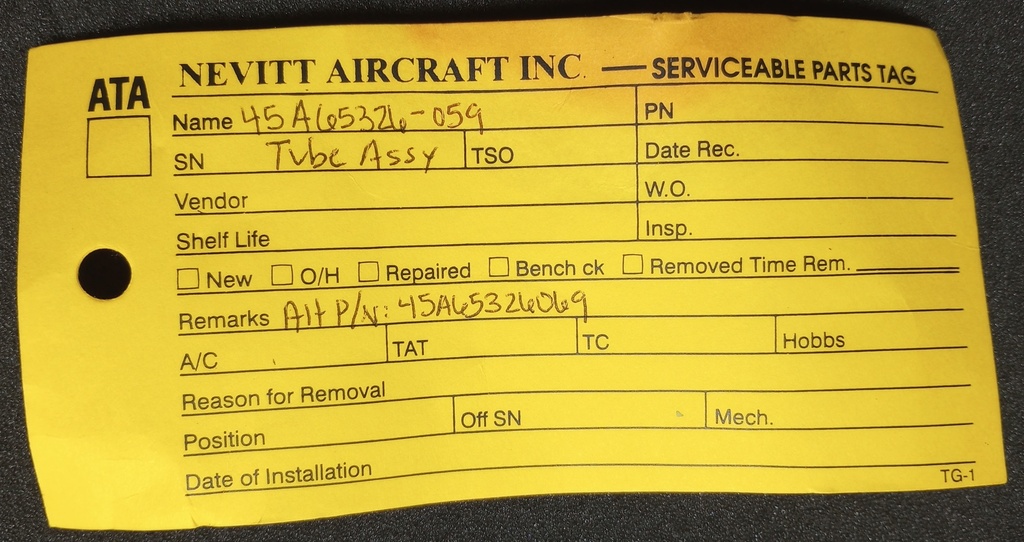 ATA NEVITT AIRCRAFT INC. — SERVICEABLE PARTS TAG
Name 45A65326-059 PN
SN Tube Assy TSO Date Rec.
Vendor W.O.
Shelf Life Insp.
New O/H Repaired Bench ck Removed Time Rem.
Remarks Alt P/N: 45A65326069
A/C TAT TC Hobbs
Reason for Removal
Position Off SN Mech.
Date of Installation
TG-1